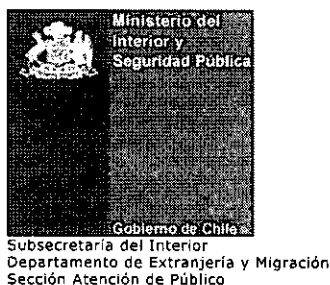 Ministerio del
Interior y
Seguridad Pública
Gobierno de Chile
Subsecretaría del Interior
Departamento de Extranjería y Migración
Sección Atención de Público